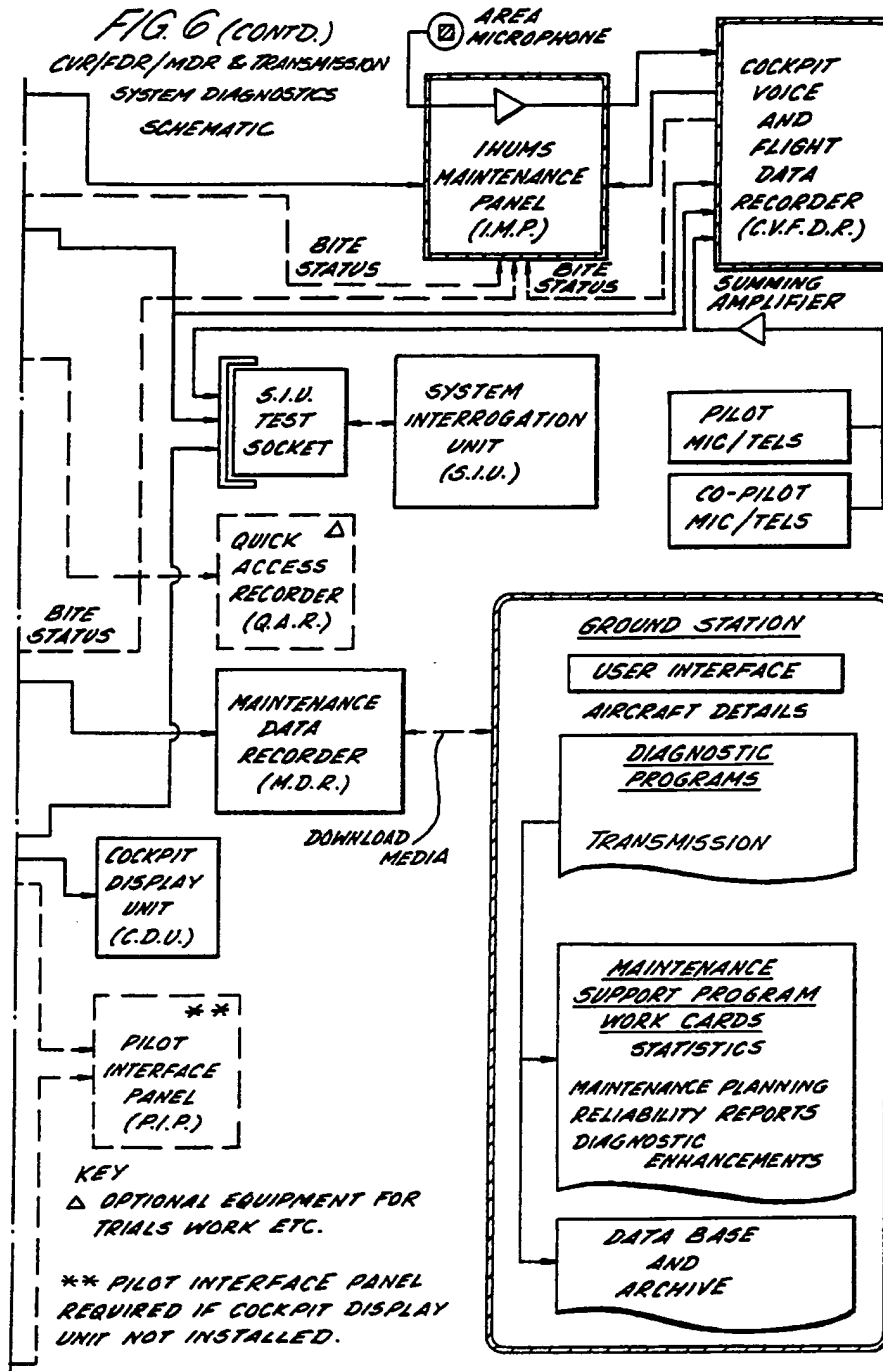 FIG. 6 (CONTD.)
CVR/FDR/MDR & TRANSMISSION
SYSTEM DIAGNOSTICS
SCHEMATIC
AREA
MICROPHONE
IHUMS
MAINTENANCE
PANEL
(I.M.P.)
COCKPIT
VOICE
AND
FLIGHT
DATA
RECORDER
(C.V.F.D.R.)
BITE
STATUS
BITE
STATUS
SUMMING
AMPLIFIER
S.I.U.
TEST
SOCKET
SYSTEM
INTERROGATION
UNIT
(S.I.U.)
PILOT
MIC/TELS
CO-PILOT
MIC/TELS
QUICK Δ
ACCESS
RECORDER
(Q.A.R.)
BITE
STATUS
MAINTENANCE
DATA
RECORDER
(M.D.R.)
DOWNLOAD
MEDIA
COCKPIT
DISPLAY
UNIT
(C.D.U.)
**
PILOT
INTERFACE
PANEL
(P.I.P.)
GROUND STATION
USER INTERFACE
AIRCRAFT DETAILS
DIAGNOSTIC
PROGRAMS
TRANSMISSION
MAINTENANCE
SUPPORT PROGRAM
WORK CARDS
STATISTICS
MAINTENANCE PLANNING
RELIABILITY REPORTS
DIAGNOSTIC
ENHANCEMENTS
DATA BASE
AND
ARCHIVE
KEY
Δ OPTIONAL EQUIPMENT FOR
TRIALS WORK ETC.
** PILOT INTERFACE PANEL
REQUIRED IF COCKPIT DISPLAY
UNIT NOT INSTALLED.